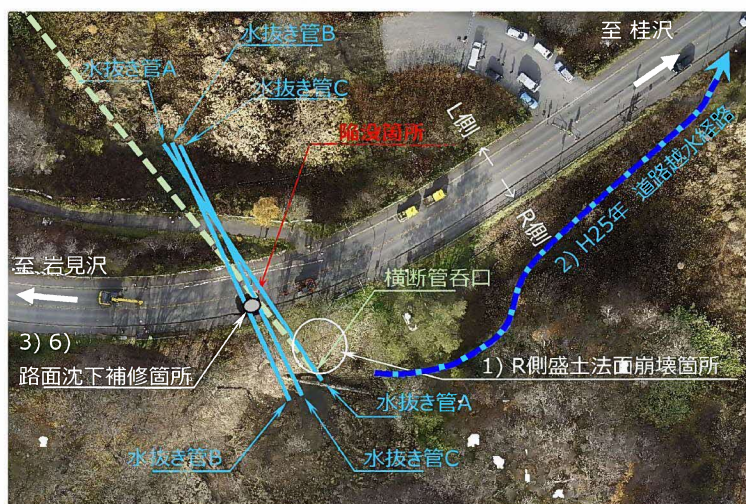 水抜き管B
至 桂沢
水抜き管A
水抜き管C
L側
陥没箇所
R側
2) H25年 道路越水経路
至 岩見沢
横断管呑口
3) 6)
路面沈下補修箇所
1) R側盛土法面崩壊箇所
水抜き管A
水抜き管B
水抜き管C